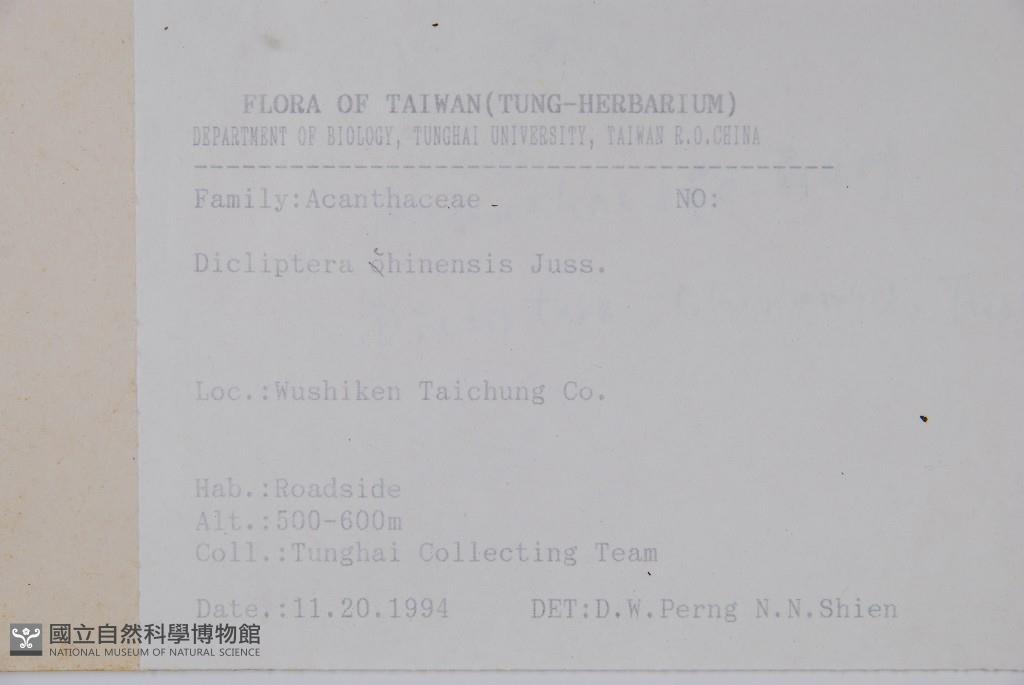 FLORA OF TAIWAN(TUNG-HERBARIUM)
DEPARTMENT OF BIOLOGY, TUNGHAI UNIVERSITY, TAIWAN R.O.CHINA
----------------------------------------
Family:Acanthaceae NO:
Dicliptera chinensis Juss.
Loc.:Wushiken Taichung Co.
Hab.:Roadside
Alt.:500-600m
Coll.:Tunghai Collecting Team
Date.:11.20.1994 DET:D.W.Perng N.N.Shien
國立自然科學博物館
NATIONAL MUSEUM OF NATURAL SCIENCE